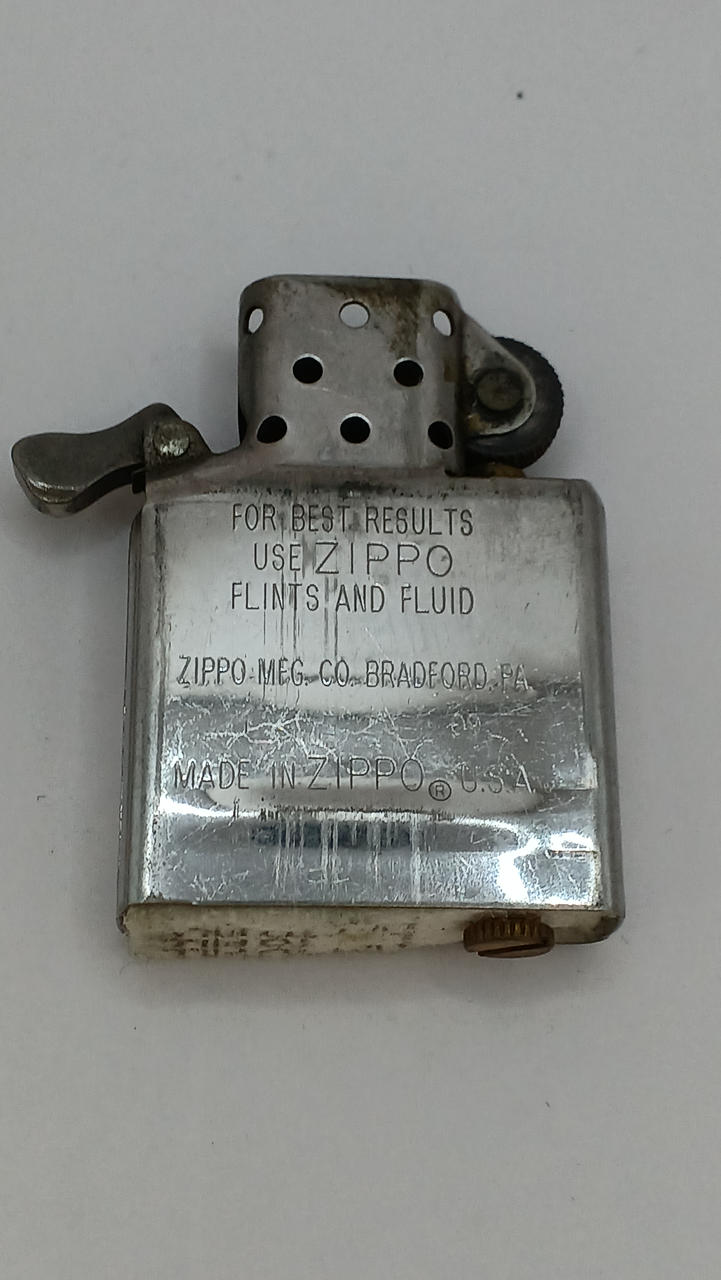 FOR BEST RESULTS
USE ZIPPO
FLINTS AND FLUID
ZIPPO MFG. CO. BRADFORD, PA.
MADE IN ZIPPO® U.S.A.